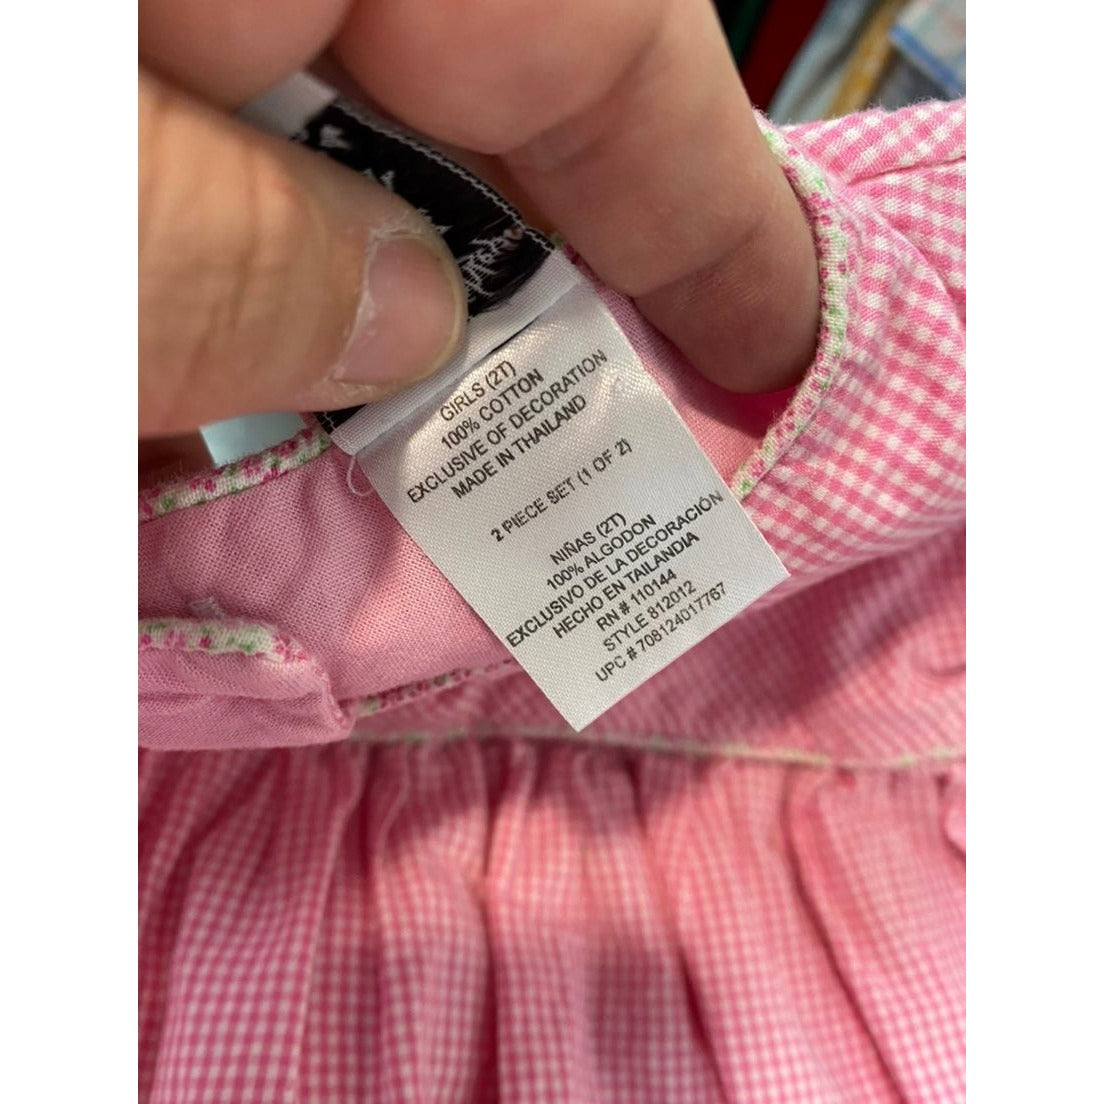 GIRLS (2T)
100% COTTON
EXCLUSIVE OF DECORATION
MADE IN THAILAND
2 PIECE SET (1 OF 2)
NIÑAS (2T)
100% ALGODON
EXCLUSIVO DE LA DECORACIÓN
HECHO EN TAILANDIA
RN # 110144
STYLE 812012
UPC # 708124017767